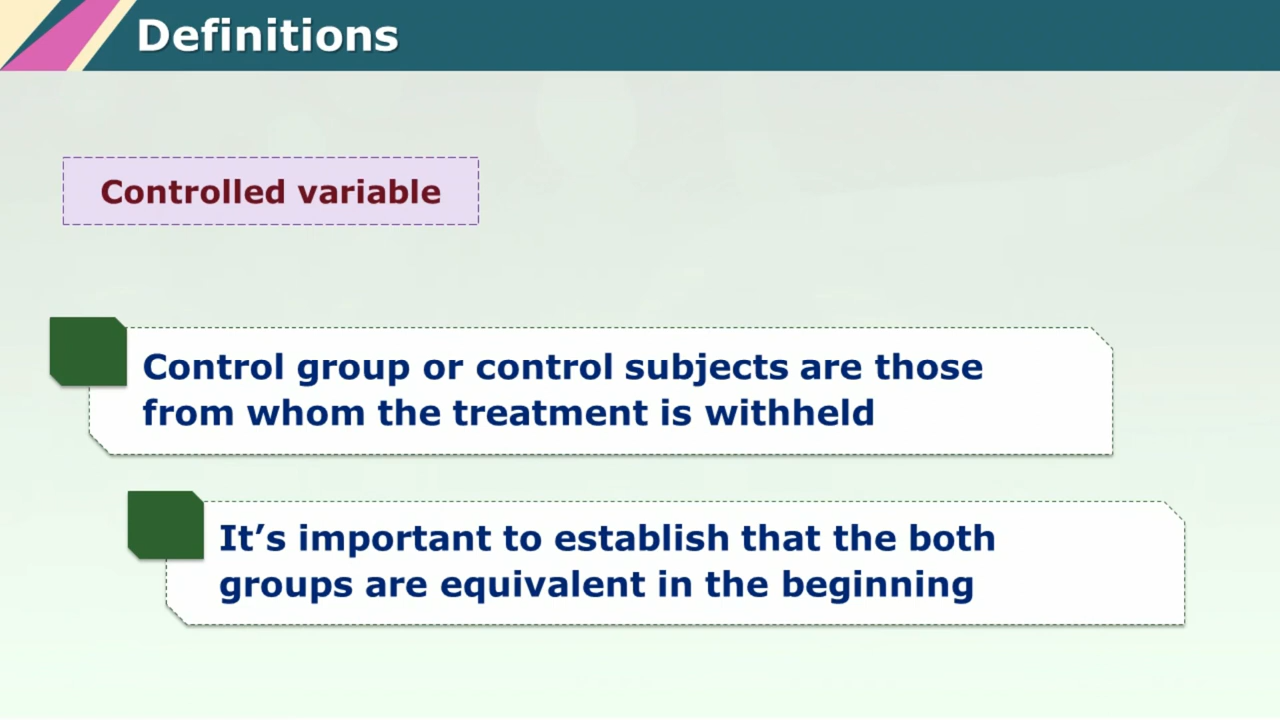 Definitions
Controlled variable
Control group or control subjects are those
from whom the treatment is withheld
It’s important to establish that the both
groups are equivalent in the beginning